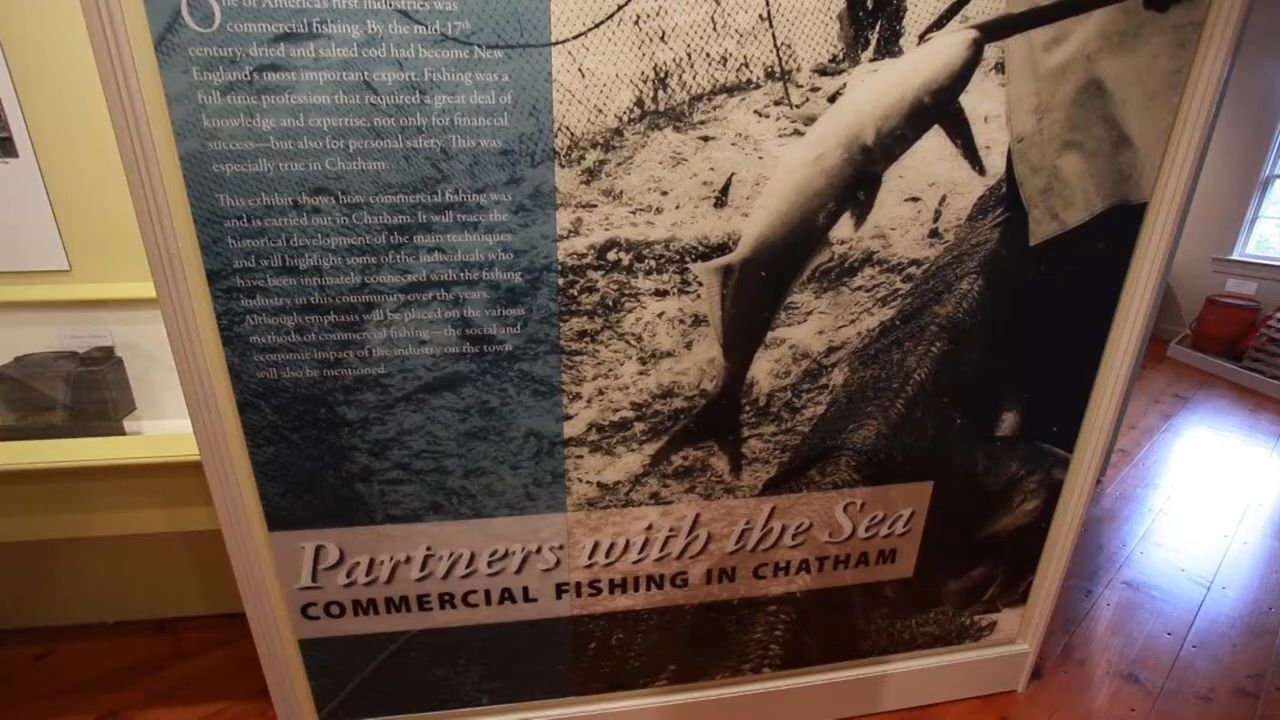 One of America's first industries was
commercial fishing. By the mid-17th
century, dried and salted cod had become New
England's most important export. Fishing was a
full-time profession that required a great deal of
knowledge and expertise, not only for financial
success—but also for personal safety. This was
especially true in Chatham.
This exhibit shows how commercial fishing was
and is carried out in Chatham. It will trace the
historical development of the main techniques
and will highlight some of the individuals who
have been intimately connected with the fishing
industry in this community over the years.
Although emphasis will be placed on the various
methods of commercial fishing—the social and
economic impact of the industry on the town
will also be mentioned.
Partners with the Sea
COMMERCIAL FISHING IN CHATHAM